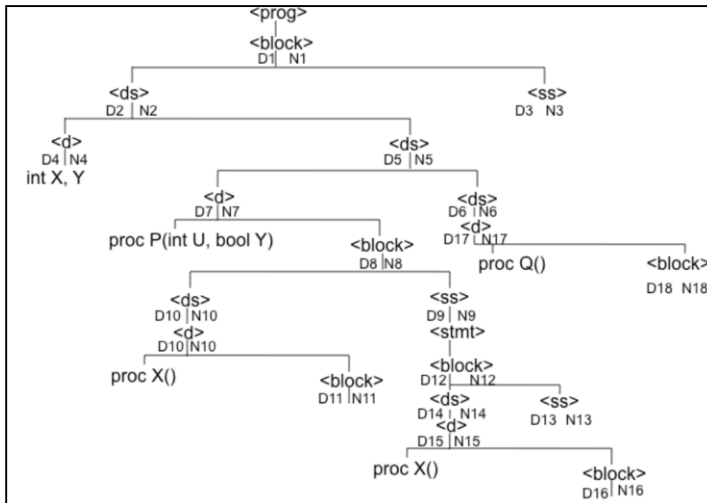 <prog>
<block>
D1 N1
<ds> <ss>
D2 N2 D3 N3
<d> <ds>
D4 N4 D5 N5
int X, Y
<d> <ds>
D7 N7 D6 N6
<d>
D17 N17
proc P(int U, bool Y) <block> proc Q() <block>
D8 N8 D18 N18
<ds> <ss>
D10 N10 D9 N9
<d> <stmt>
D10 N10
proc X() <block> <block>
D11 N11 D12 N12
<ds> <ss>
D14 N14 D13 N13
<d>
D15 N15
proc X() <block>
D16 N16